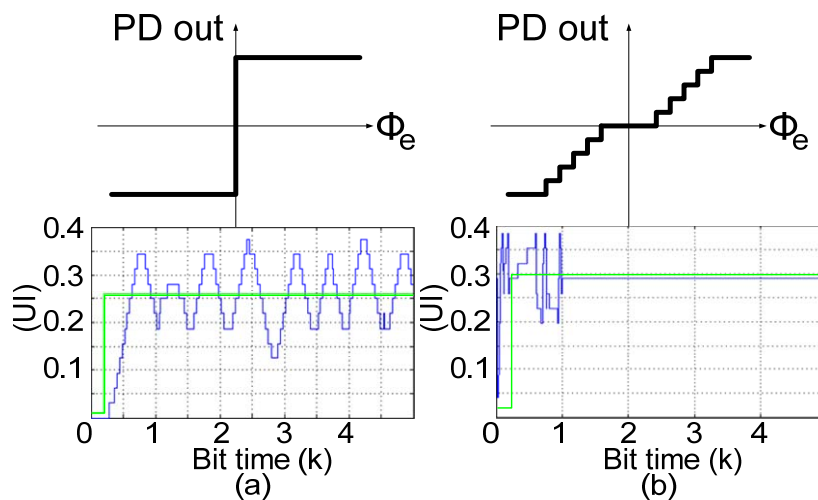 PD out
Φe
0.4
0.3
0.2
0.1
(UI)
0 1 2 3 4
Bit time (k)
(a)
PD out
Φe
0.4
0.3
0.2
0.1
(UI)
0 1 2 3 4
Bit time (k)
(b)